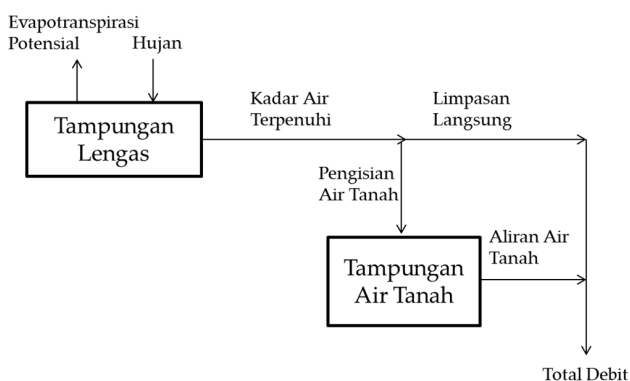 Evapotranspirasi
Potensial
Hujan
Tampungan
Lengas
Kadar Air
Terpenuhi
Limpasan
Langsung
Pengisian
Air Tanah
Tampungan
Air Tanah
Aliran Air
Tanah
Total Debit